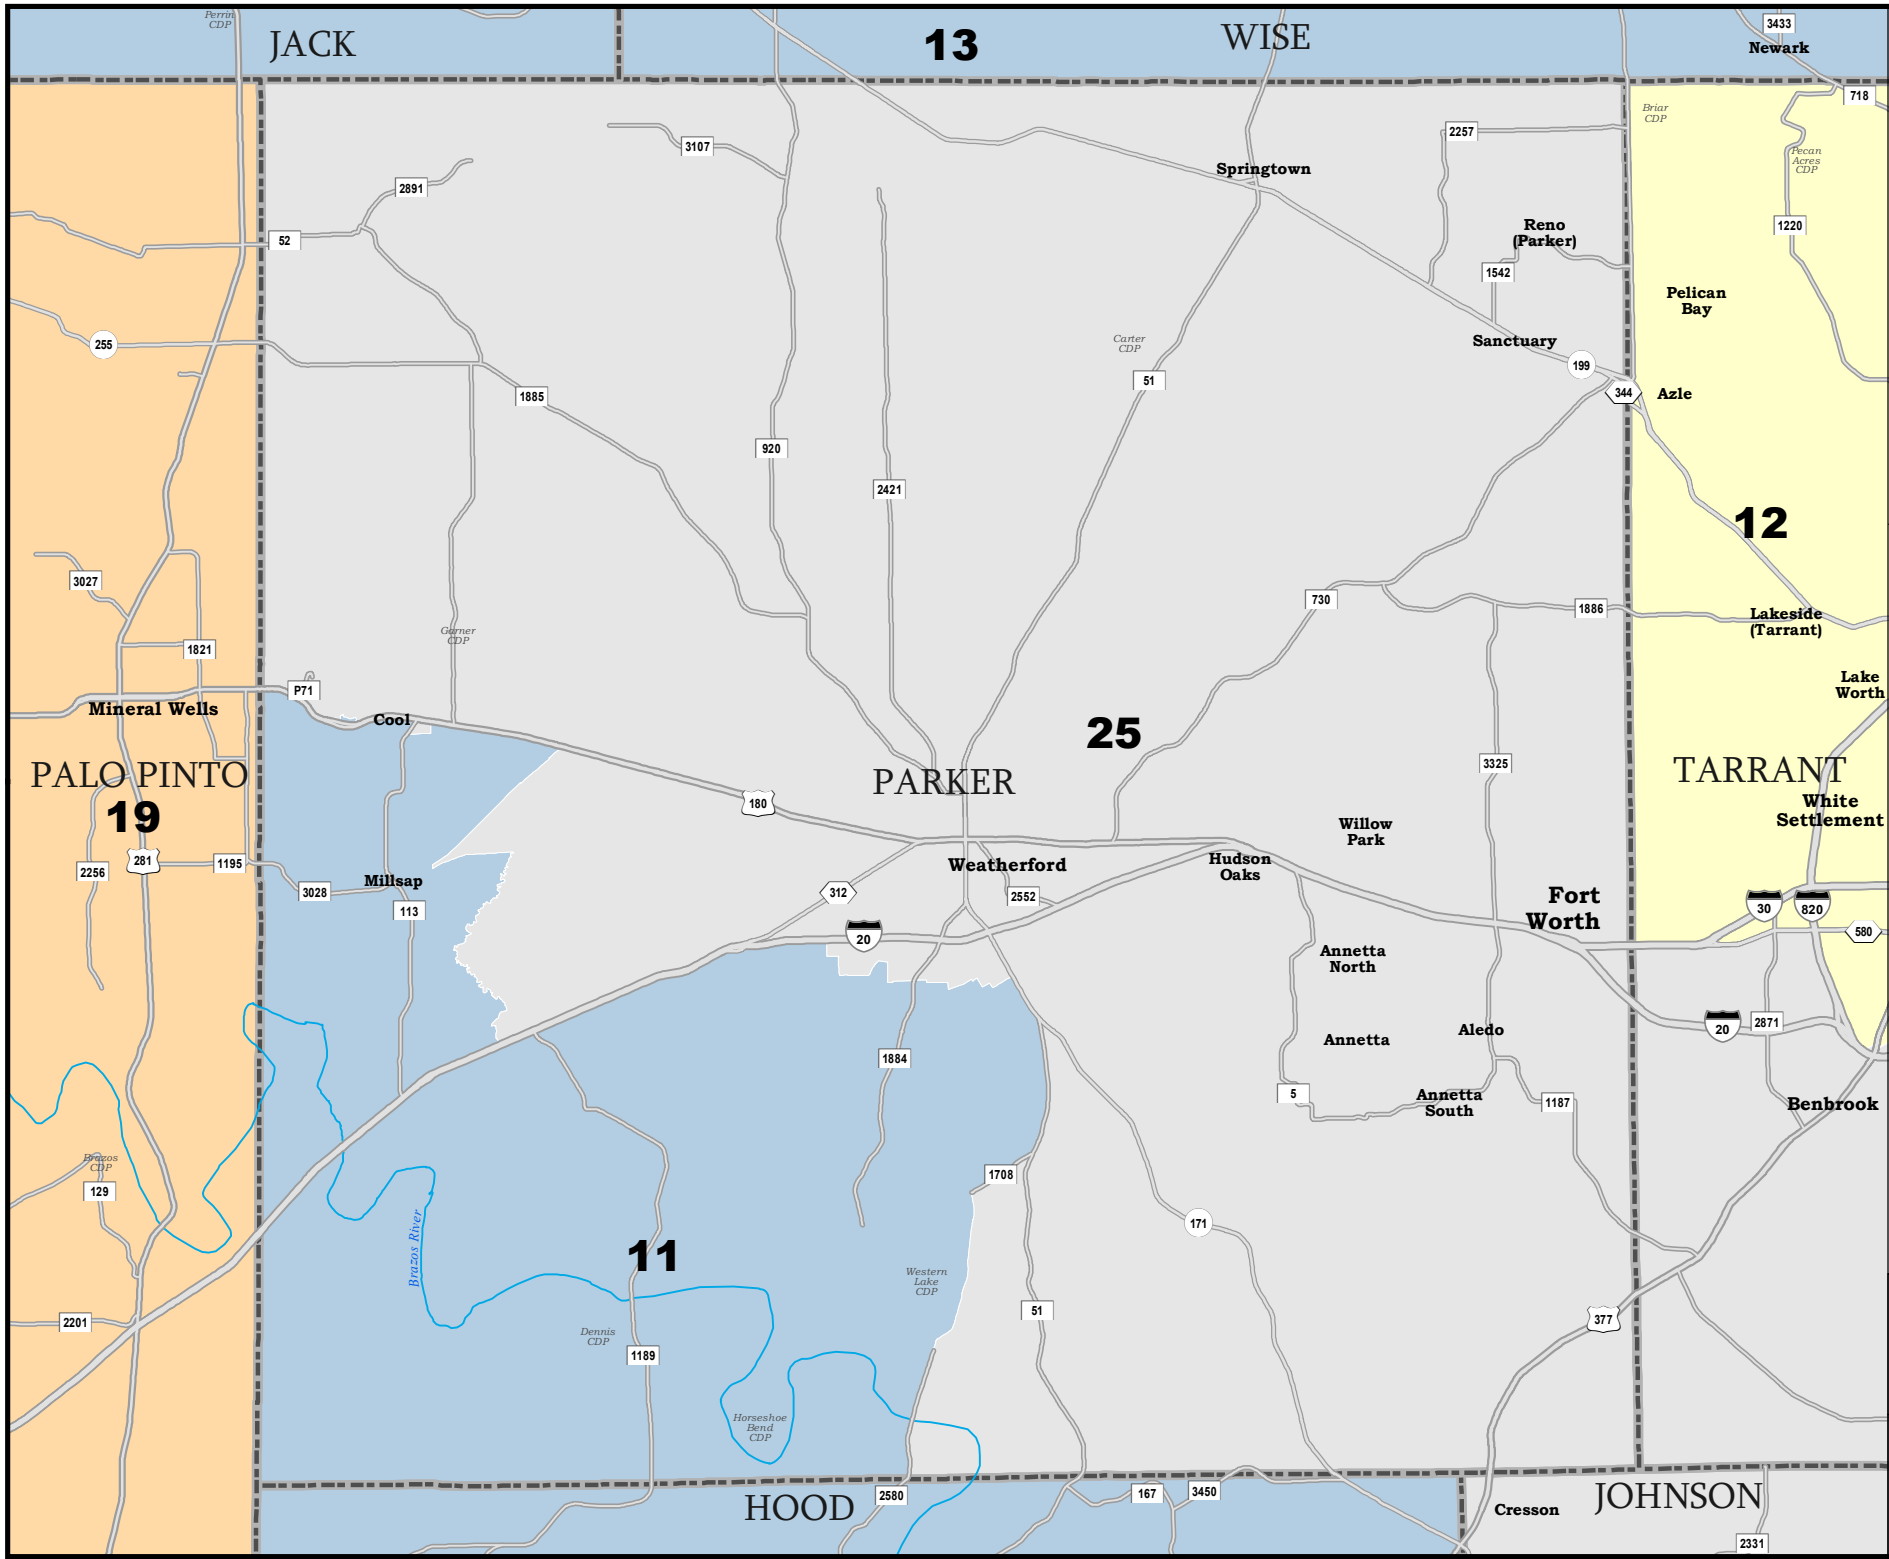 Perrin
CDP
JACK
13
WISE
3433
Newark
718
Briar
CDP
2257
3107
Pecan
Acres
CDP
Springtown
2891
Reno
(Parker)
1220
52
1542
Pelican
Bay
255
Carter
CDP
Sanctuary
199
51
344
Azle
1885
920
2421
12
3027
730
1886
Lakeside
(Tarrant)
Garner
CDP
1821
Lake
Worth
P71
Mineral Wells
Cool
25
3325
PALO PINTO
PARKER
TARRANT
19
180
White
Settlement
Willow
Park
281
1195
2256
Weatherford
Hudson
Oaks
3028
Millsap
312
2552
Fort
Worth
113
30
820
20
580
Annetta
North
20
2871
1884
Annetta
Aledo
5
Annetta
South
1187
Benbrook
Brazos
CDP
129
1708
171
Brazos River
11
Western
Lake
CDP
51
2201
377
Dennis
CDP
1189
Horseshoe
Bend
CDP
HOOD
2580
167
3450
Cresson
JOHNSON
2331